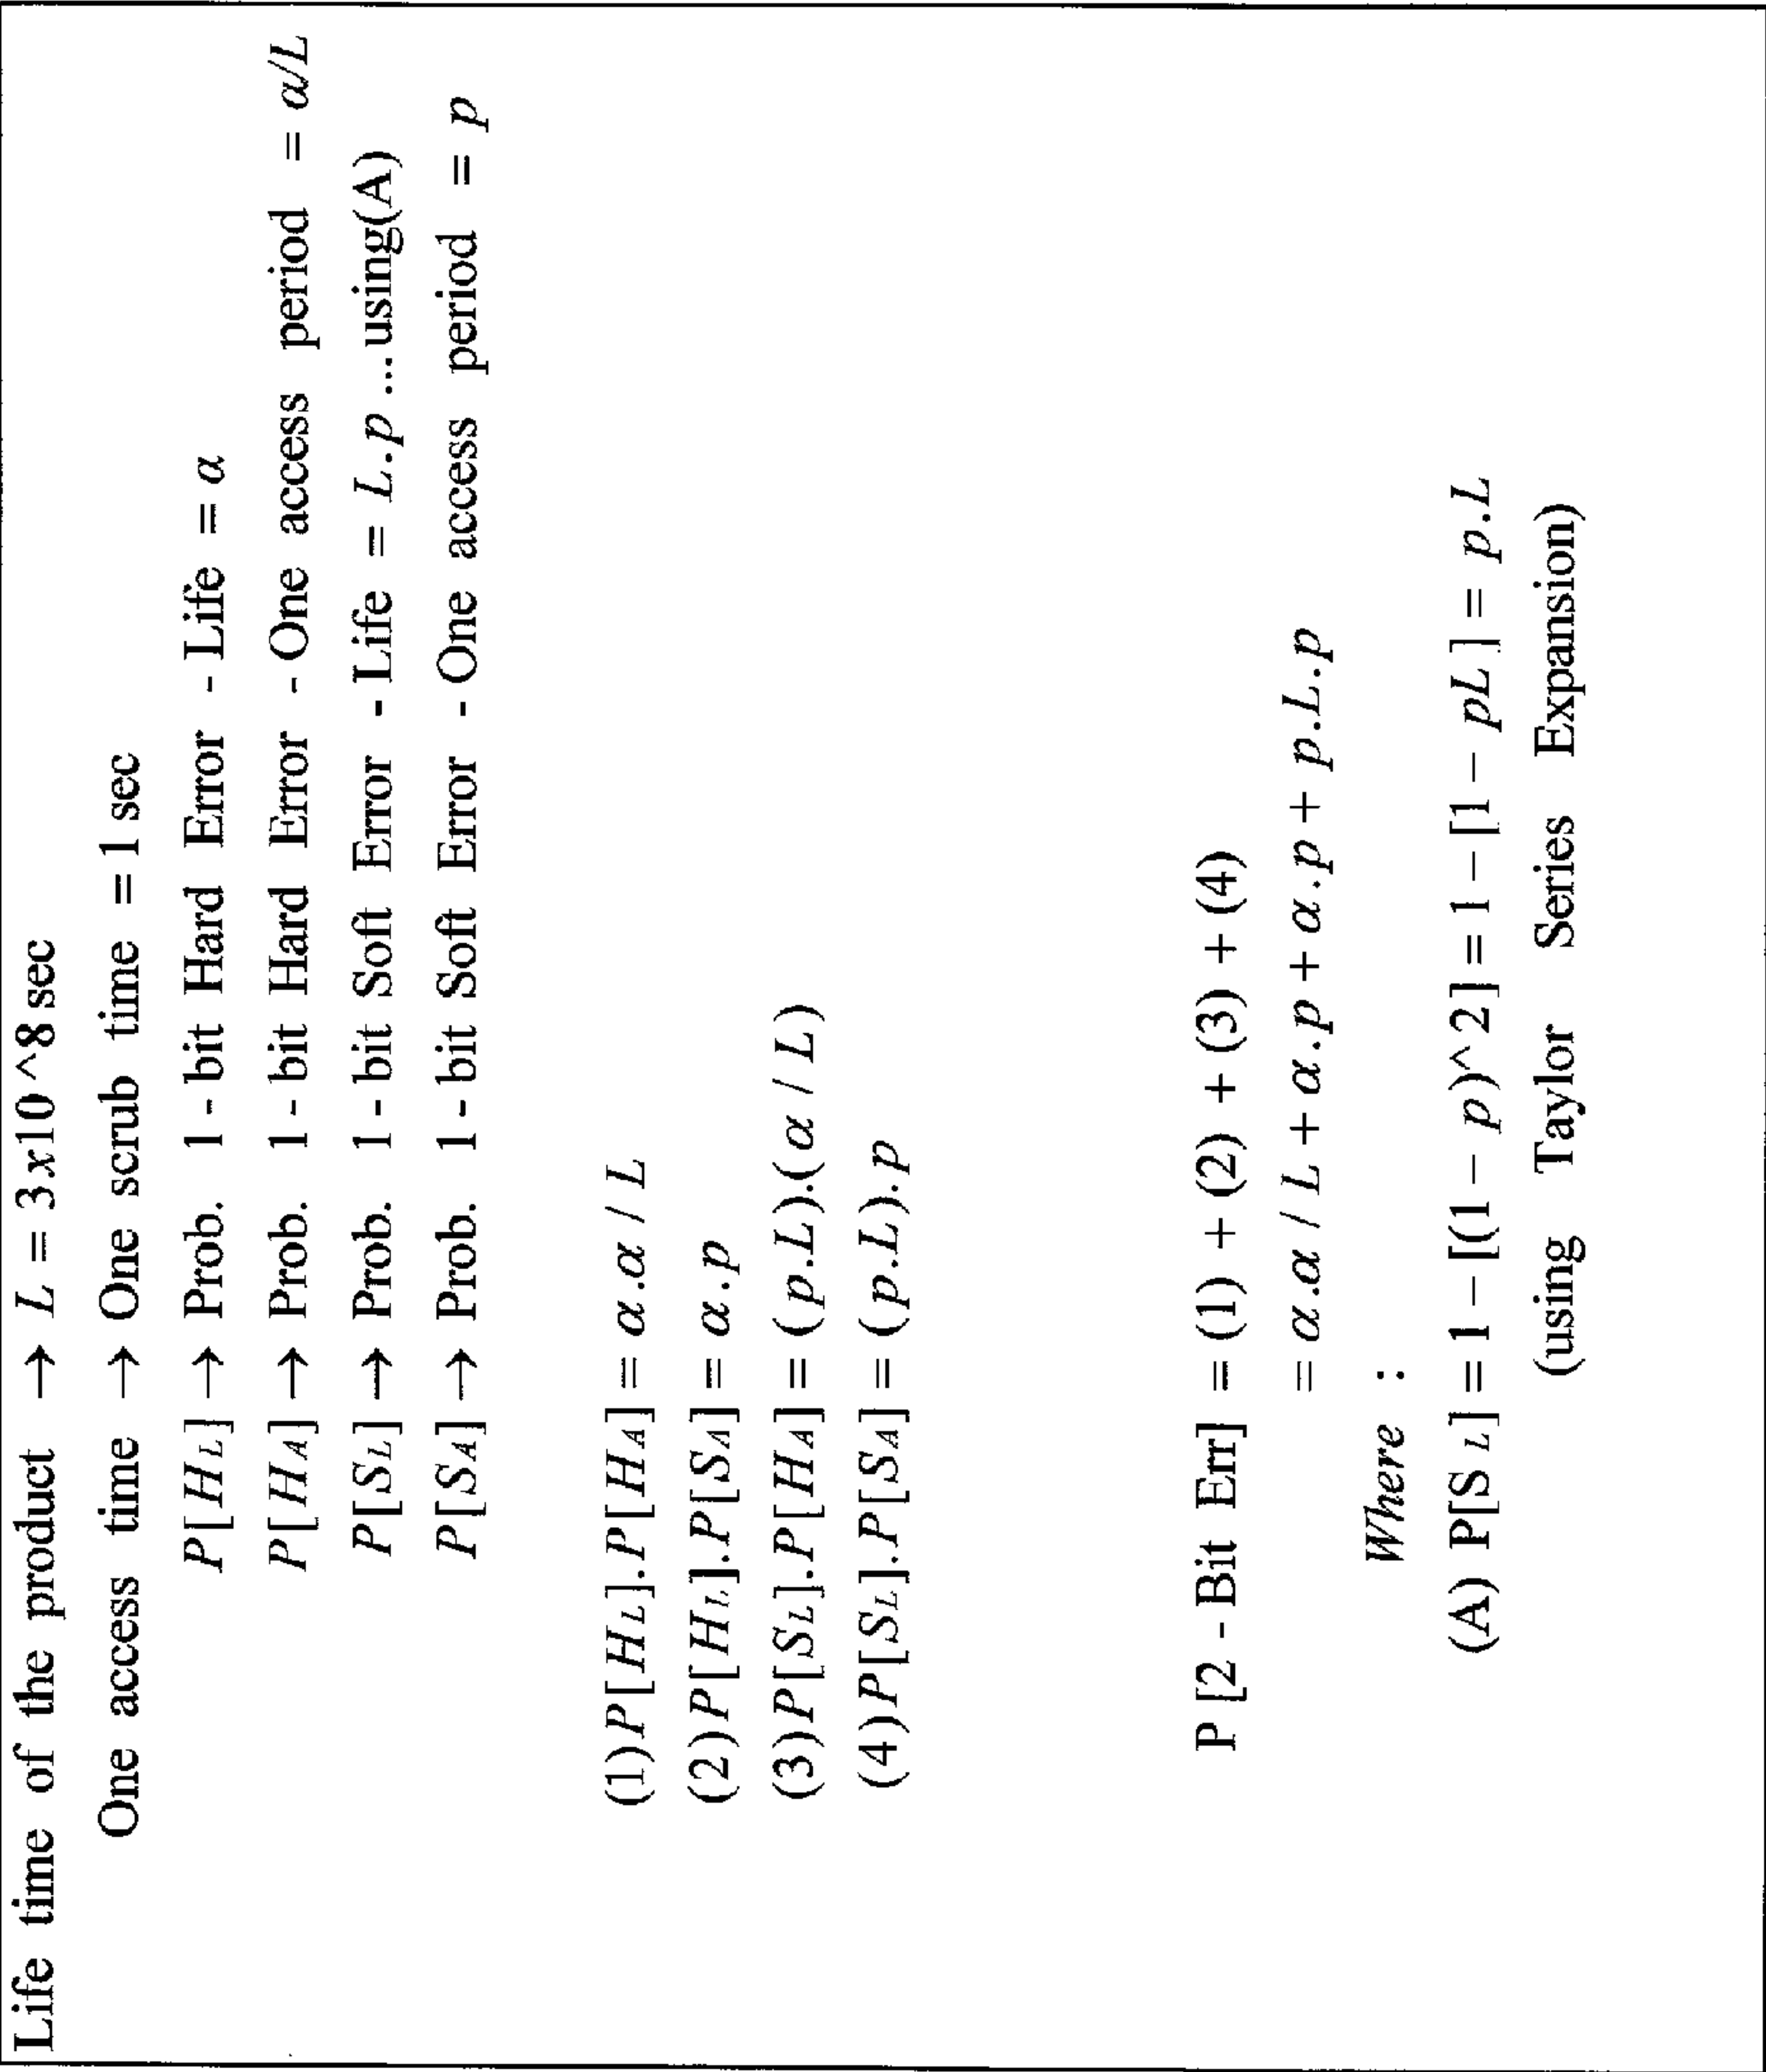 Life time of the product → L = 3.x10^8 sec
One access time → One scrub time = 1 sec
P[H_L] → Prob. 1-bit Hard Error - Life = α
P[H_A] → Prob. 1-bit Hard Error - One access period = α/L
P[S_L] → Prob. 1-bit Soft Error - Life = L.p ...using(A)
P[S_A] → Prob. 1-bit Soft Error - One access period = p
(1)P[H_L].P[H_A] = α.α / L
(2)P[H_L].P[S_A] = α.p
(3)P[S_L].P[H_A] = (p.L).(α / L)
(4)P[S_L].P[S_A] = (p.L).p
P [2 - Bit Err] = (1) + (2) + (3) + (4)
= α.α / L + α.p + α.p + p.L.p
Where :
(A) P[S_L] = 1 - [(1 - p)^2] = 1 - [1 - pL] = p.L
(using Taylor Series Expansion)